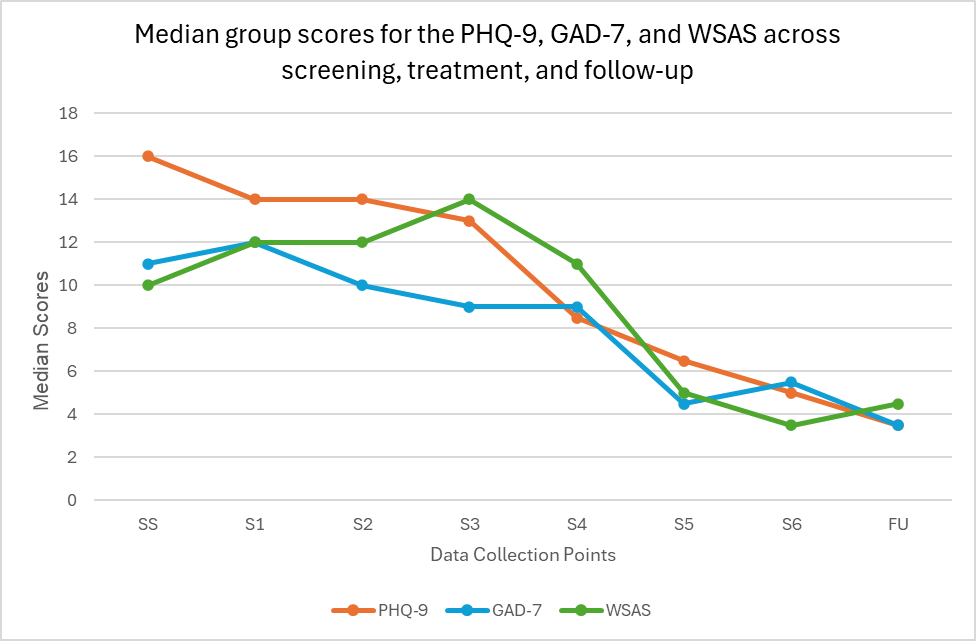 Median group scores for the PHQ-9, GAD-7, and WSAS across
screening, treatment, and follow-up
18
16
14
12
10
8
6
4
2
0
Median Scores
SS S1 S2 S3 S4 S5 S6 FU
Data Collection Points
PHQ-9 GAD-7 WSAS